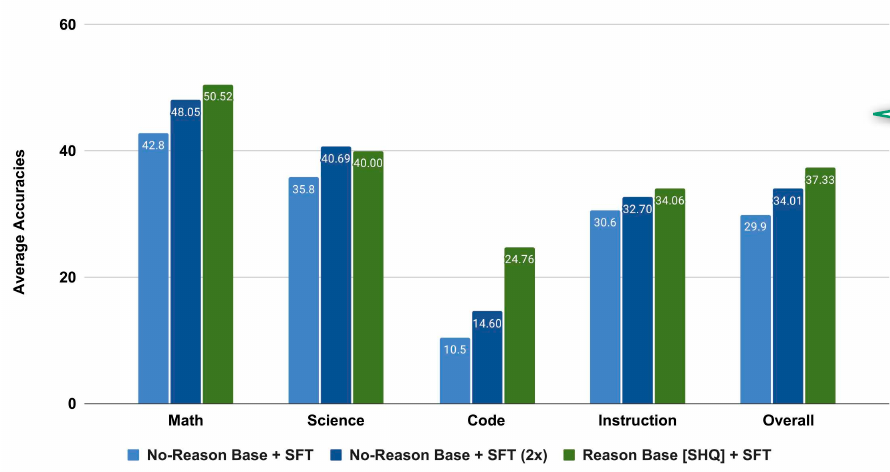 60
40
20
0
Average Accuracies
42.8
48.05
50.52
35.8
40.69
40.00
10.5
14.60
24.76
30.6
32.70
34.06
29.9
34.01
37.33
Math
Science
Code
Instruction
Overall
No-Reason Base + SFT
No-Reason Base + SFT (2x)
Reason Base [SHQ] + SFT